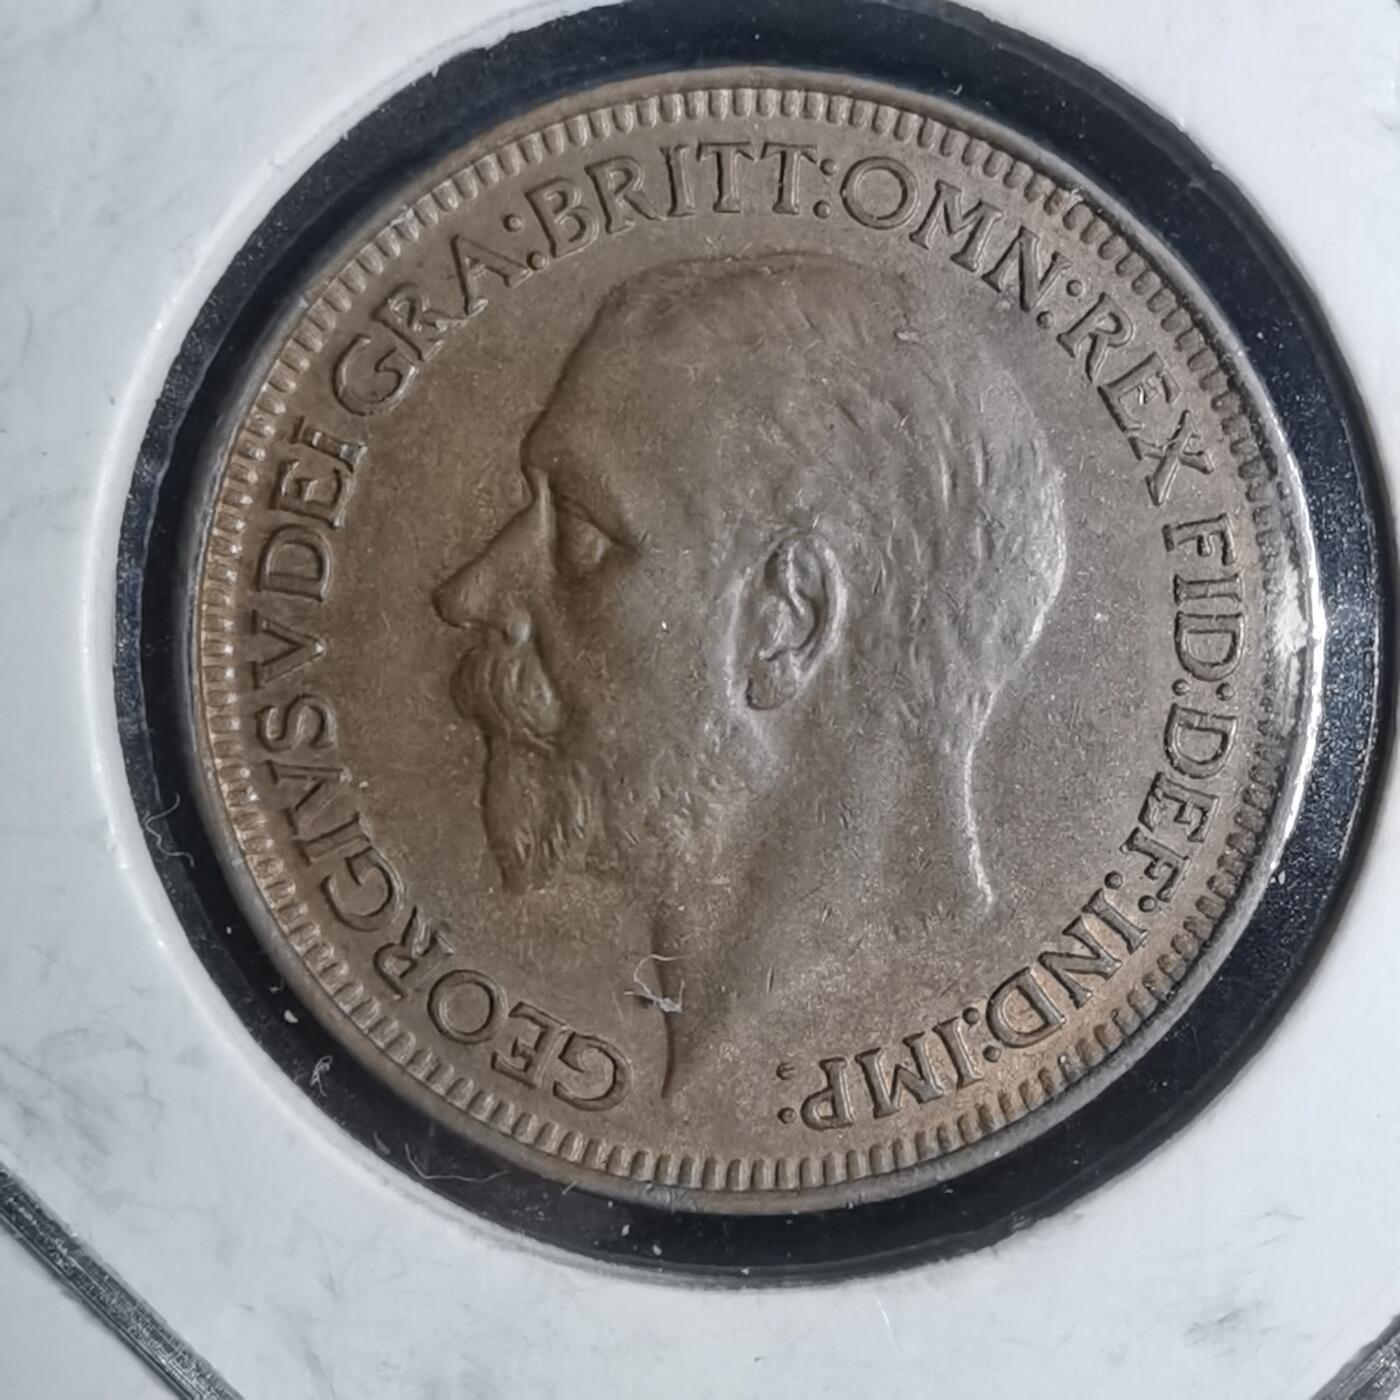 GEORGIVS V DEI GRA:BRITT:OMN:REX FID:DEF:IND:IMP: